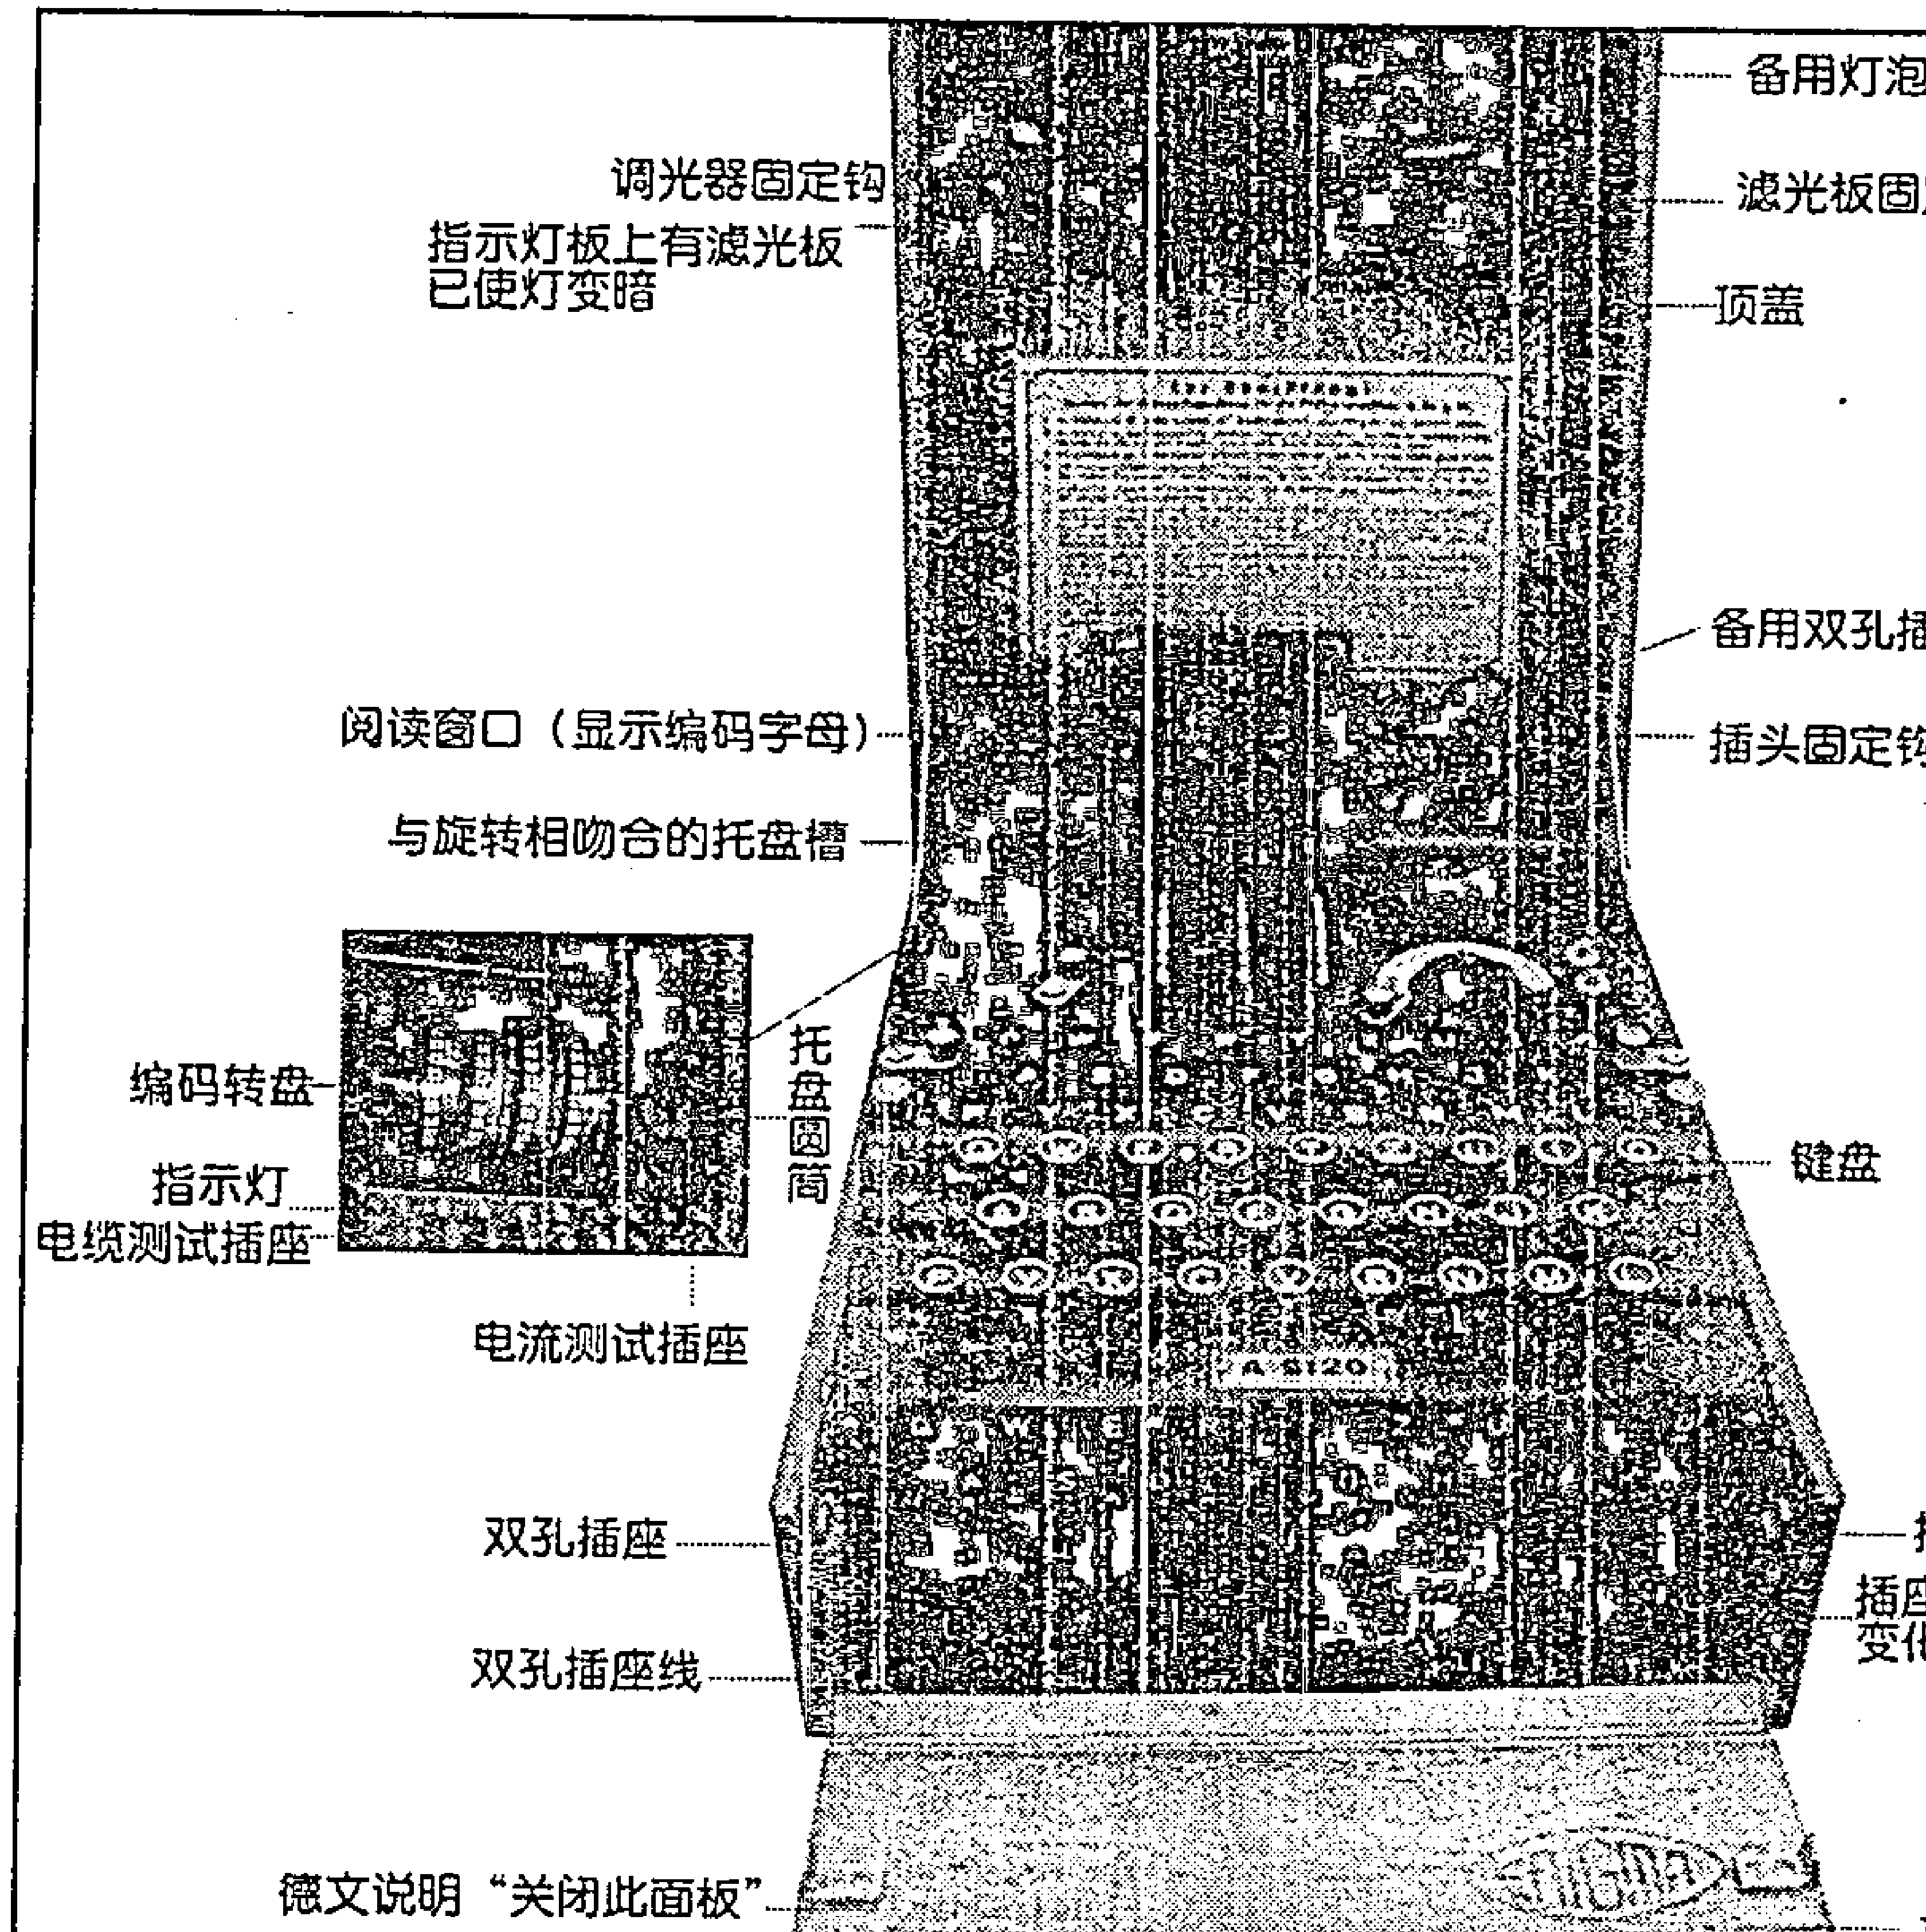 备用灯泡
调光器固定钩
滤光板固
指示灯板上有滤光板
已使灯变暗
顶盖
备用双孔插
阅读窗口（显示编码字母）
插头固定钩
与旋转相吻合的托盘槽
托盘圆筒
编码转盘
键盘
指示灯
电缆测试插座
电流测试插座
A 6120
双孔插座
插座
变化
双孔插座线
ENIGMA
德文说明“关闭此面板”